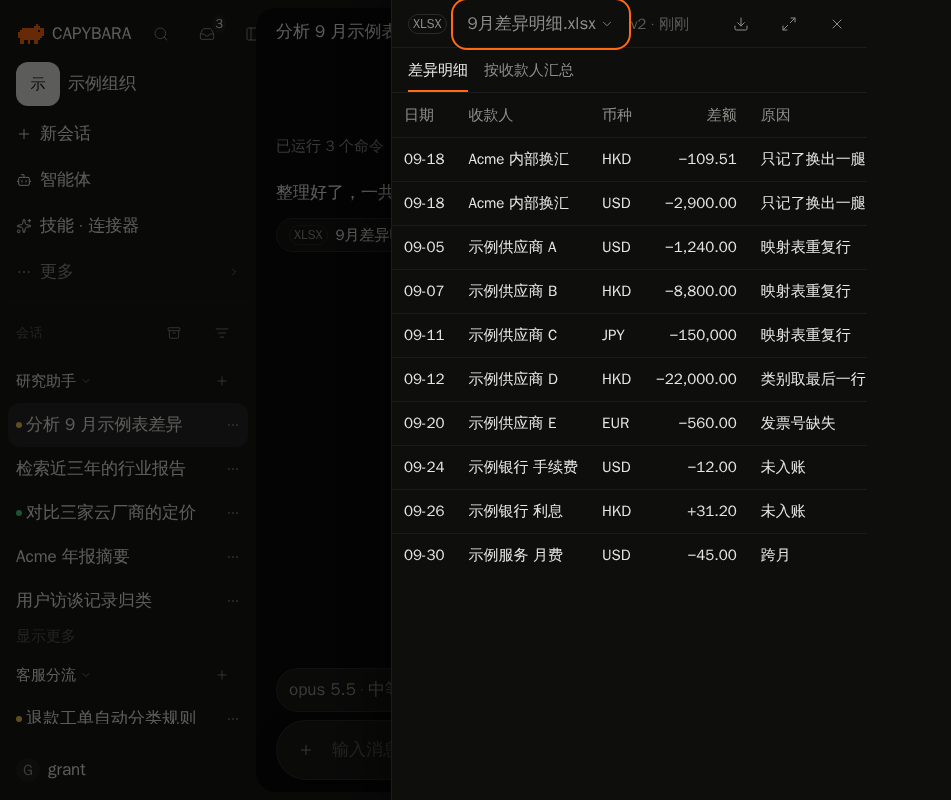 CAPYBARA
3
示
示例组织
新会话
智能体
技能 · 连接器
更多
会话
研究助手
分析 9 月示例表差异
检索近三年的行业报告
对比三家云厂商的定价
Acme 年报摘要
用户访谈记录归类
显示更多
客服分流
退款工单自动分类规则
G
grant
分析 9 月示例表
已运行 3 个命令
整理好了，一共
XLSX
9月差异
opus 5.5 · 中
输入消息
XLSX
9月差异明细.xlsx
v2 · 刚刚
差异明细
按收款人汇总
日期 收款人 币种 差额 原因
09-18 Acme 内部换汇 HKD −109.51 只记了换出一腿
09-18 Acme 内部换汇 USD −2,900.00 只记了换出一腿
09-05 示例供应商 A USD −1,240.00 映射表重复行
09-07 示例供应商 B HKD −8,800.00 映射表重复行
09-11 示例供应商 C JPY −150,000 映射表重复行
09-12 示例供应商 D HKD −22,000.00 类别取最后一行
09-20 示例供应商 E EUR −560.00 发票号缺失
09-24 示例银行 手续费 USD −12.00 未入账
09-26 示例银行 利息 HKD +31.20 未入账
09-30 示例服务 月费 USD −45.00 跨月